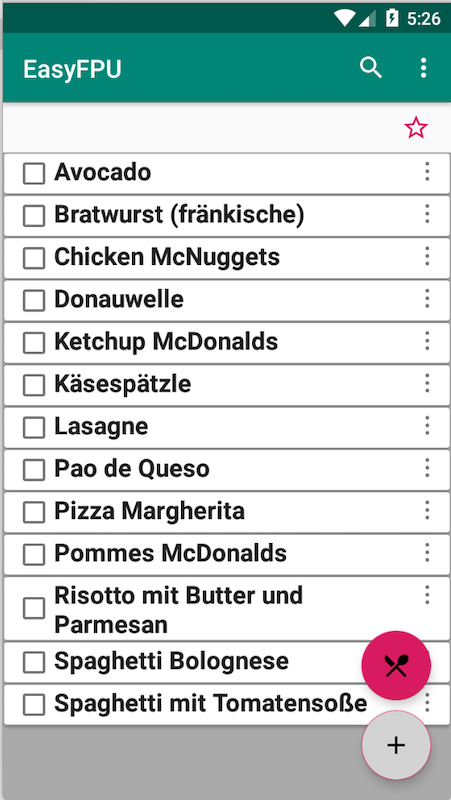 5:26
EasyFPU
Avocado
Bratwurst (fränkische)
Chicken McNuggets
Donauwelle
Ketchup McDonalds
Käsespätzle
Lasagne
Pao de Queso
Pizza Margherita
Pommes McDonalds
Risotto mit Butter und
Parmesan
Spaghetti Bolognese
Spaghetti mit Tomatensoße